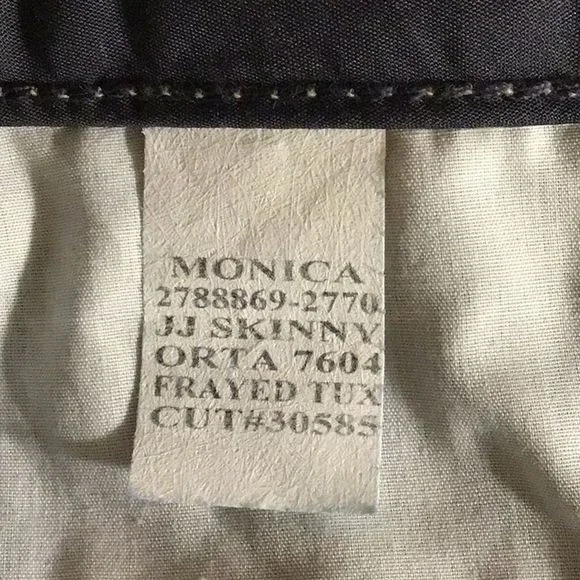 MONICA
2788869-2770
JJ SKINNY
ORTA 7604
FRAYED TUX
CUT#30585